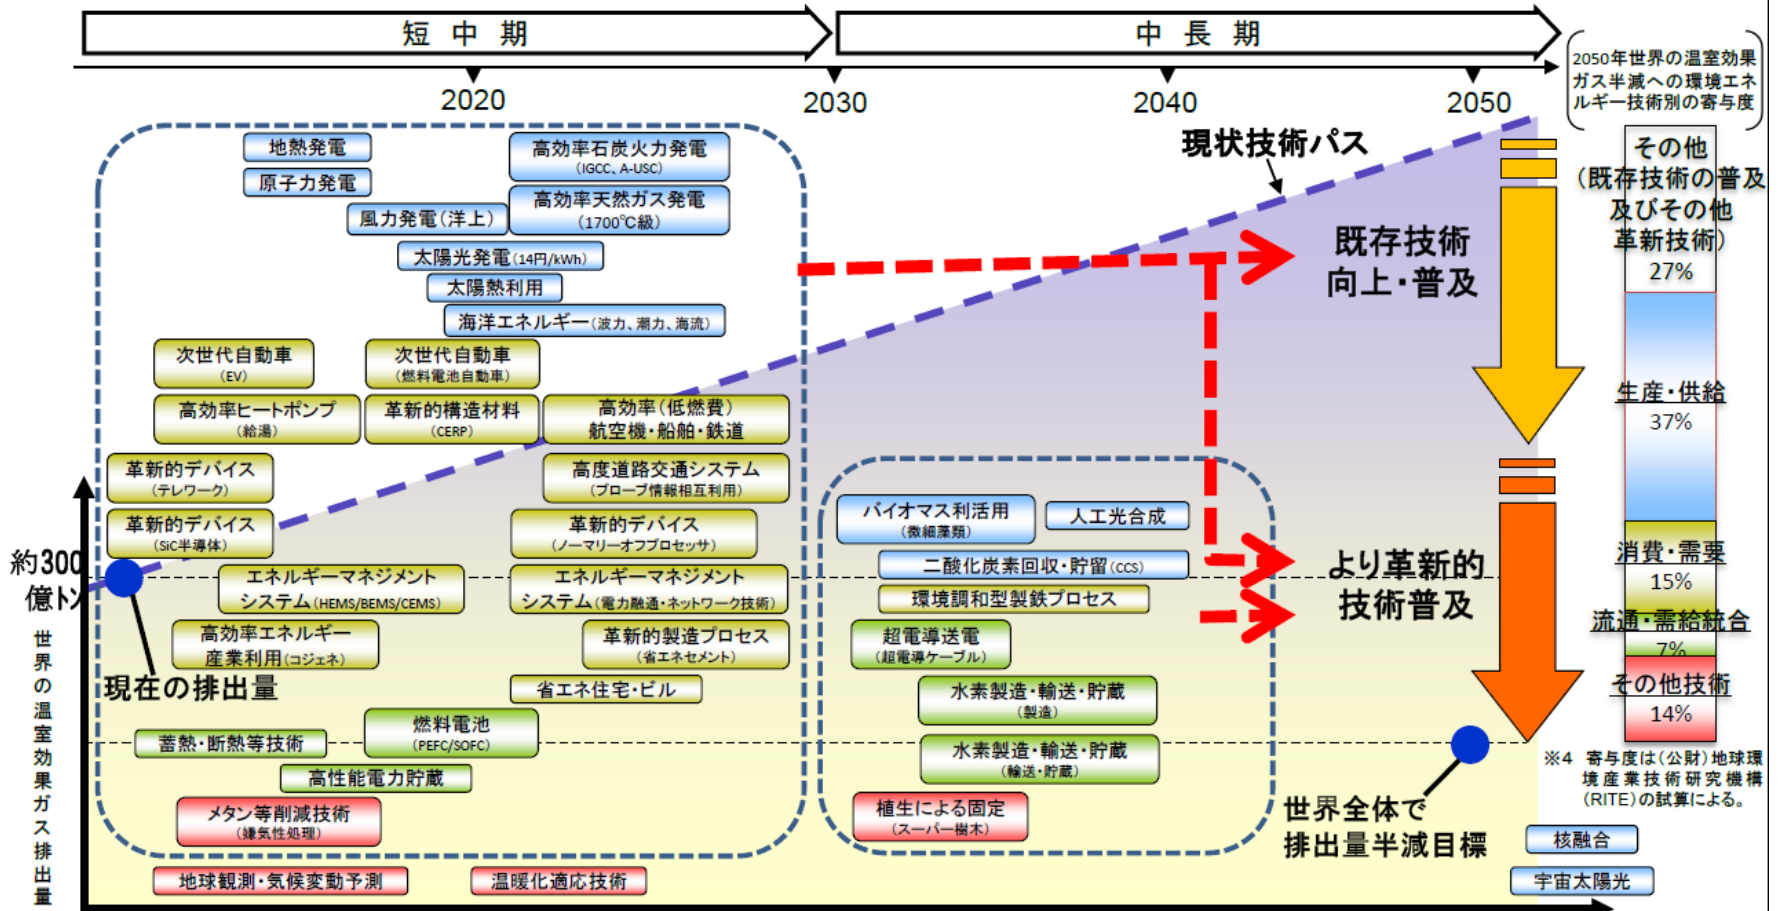 短中期
中長期
2020
2030
2040
2050
2050年世界の温室効果
ガス半減への環境エネ
ルギー技術別の寄与度
地熱発電
原子力発電
風力発電(洋上)
太陽光発電(14円/kWh)
太陽熱利用
海洋エネルギー(波力、潮力、海流)
高効率石炭火力発電
(IGCC、A-USC)
高効率天然ガス発電
(1700℃級)
次世代自動車
(EV)
次世代自動車
(燃料電池自動車)
高効率ヒートポンプ
(給湯)
革新的構造材料
(CERP)
高効率(低燃費)
航空機・船舶・鉄道
革新的デバイス
(テレワーク)
高度道路交通システム
(プローブ情報相互利用)
革新的デバイス
(SiC半導体)
革新的デバイス
(ノーマリーオフプロセッサ)
エネルギーマネジメント
システム(HEMS/BEMS/CEMS)
エネルギーマネジメント
システム(電力融通・ネットワーク技術)
高効率エネルギー
産業利用(コジェネ)
革新的製造プロセス
(省エネセメント)
省エネ住宅・ビル
燃料電池
(PEFC/SOFC)
蓄熱・断熱等技術
高性能電力貯蔵
メタン等削減技術
(嫌気性処理)
地球観測・気候変動予測
温暖化適応技術
約300
億トン
世界の温室効果ガス排出量
現在の排出量
現状技術パス
既存技術
向上・普及
バイオマス利活用
(微細藻類)
人工光合成
二酸化炭素回収・貯留(CCS)
環境調和型製鉄プロセス
超電導送電
(超電導ケーブル)
水素製造・輸送・貯蔵
(製造)
水素製造・輸送・貯蔵
(輸送・貯蔵)
植生による固定
(スーパー樹木)
より革新的
技術普及
世界全体で
排出量半減目標
その他
(既存技術の普及
及びその他
革新技術)
27%
生産・供給
37%
消費・需要
15%
流通・需給統合
7%
その他技術
14%
※4 寄与度は(公財)地球環
境産業技術研究機構
(RITE)の試算による。
核融合
宇宙太陽光